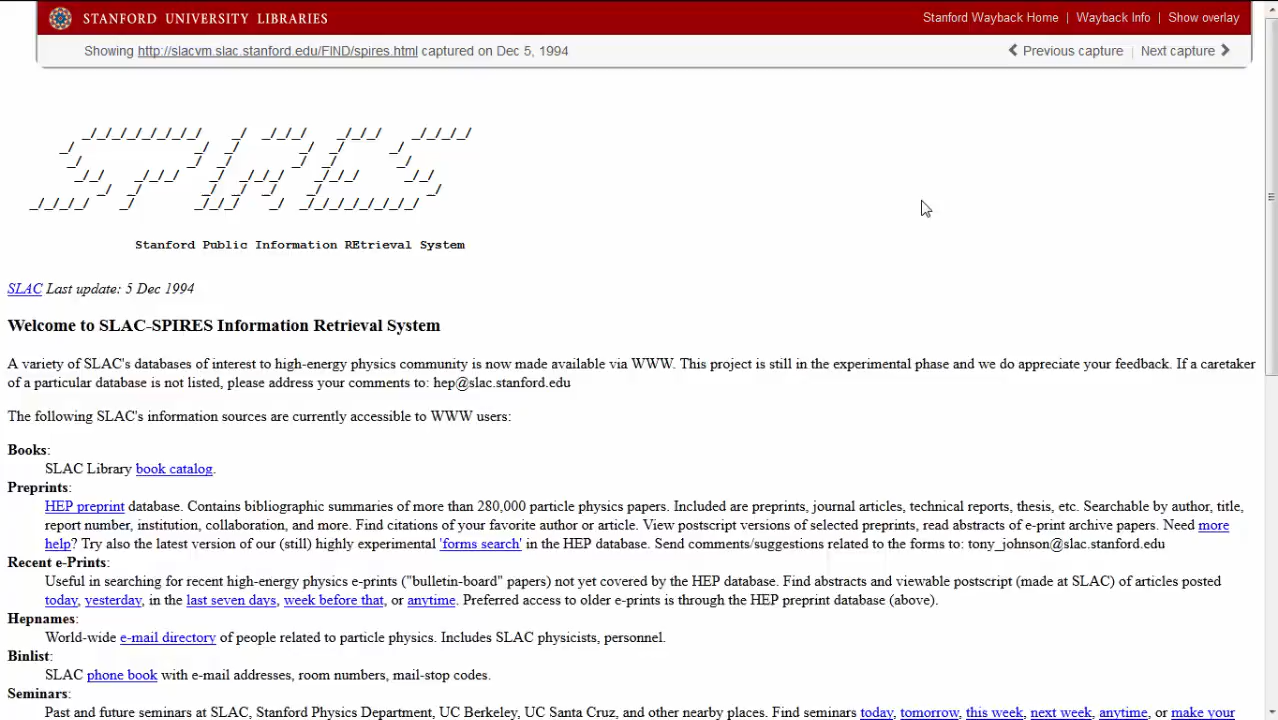 STANFORD UNIVERSITY LIBRARIES
Stanford Wayback Home | Wayback Info | Show overlay
Showing http://slacvm.slac.stanford.edu/FIND/spires.html captured on Dec 5, 1994
Previous capture | Next capture
SPIRES
Stanford Public Information REtrieval System
SLAC Last update: 5 Dec 1994
Welcome to SLAC-SPIRES Information Retrieval System
A variety of SLAC's databases of interest to high-energy physics community is now made available via WWW. This project is still in the experimental phase and we do appreciate your feedback. If a caretaker
of a particular database is not listed, please address your comments to: hep@slac.stanford.edu
The following SLAC's information sources are currently accessible to WWW users:
Books:
SLAC Library book catalog.
Preprints:
HEP preprint database. Contains bibliographic summaries of more than 280,000 particle physics papers. Included are preprints, journal articles, technical reports, thesis, etc. Searchable by author, title,
report number, institution, collaboration, and more. Find citations of your favorite author or article. View postscript versions of selected preprints, read abstracts of e-print archive papers. Need more
help? Try also the latest version of our (still) highly experimental 'forms search' in the HEP database. Send comments/suggestions related to the forms to: tony_johnson@slac.stanford.edu
Recent e-Prints:
Useful in searching for recent high-energy physics e-prints ("bulletin-board" papers) not yet covered by the HEP database. Find abstracts and viewable postscript (made at SLAC) of articles posted
today, yesterday, in the last seven days, week before that, or anytime. Preferred access to older e-prints is through the HEP preprint database (above).
Hepnames:
World-wide e-mail directory of people related to particle physics. Includes SLAC physicists, personnel.
Binlist:
SLAC phone book with e-mail addresses, room numbers, mail-stop codes.
Seminars:
Past and future seminars at SLAC, Stanford Physics Department, UC Berkeley, UC Santa Cruz, and other nearby places. Find seminars today, tomorrow, this week, next week, anytime, or make your